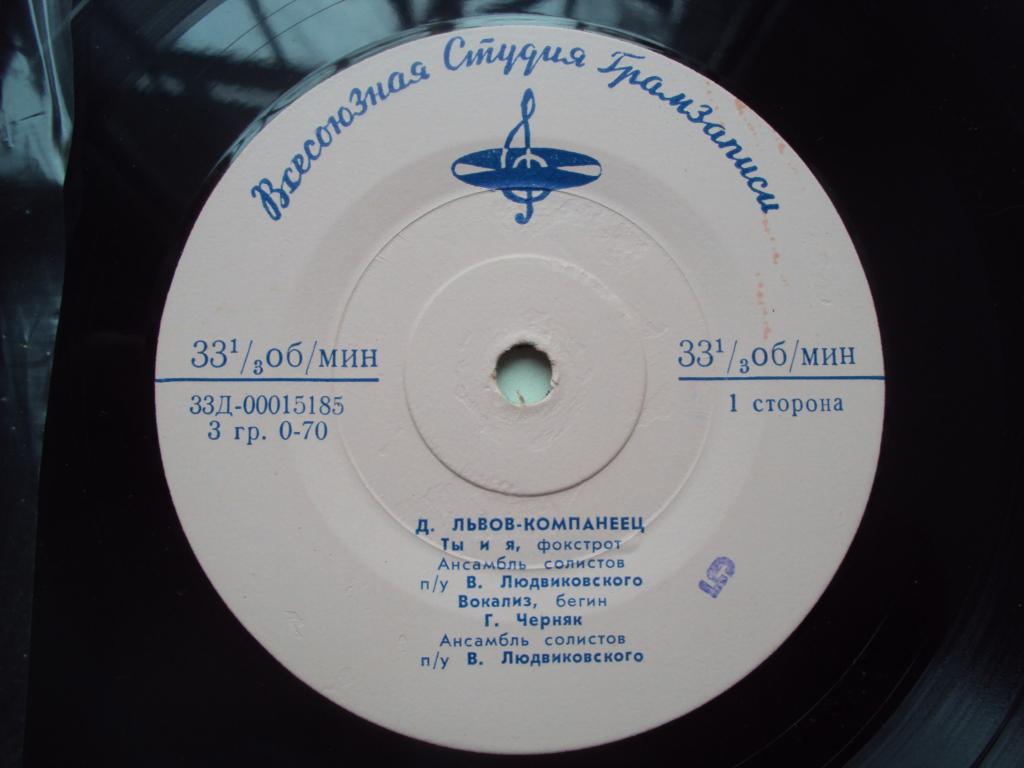 Всесоюзная Студия Грамзаписи
33¹/₃об/мин
33Д-00015185
3 гр. 0-70
33¹/₃об/мин
1 сторона
Д. ЛЬВОВ-КОМПАНЕЕЦ
Ты и я, фокстрот
Ансамбль солистов
п/у В. Людвиковского
Вокализ, бегин
Г. Черняк
Ансамбль солистов
п/у В. Людвиковского
5